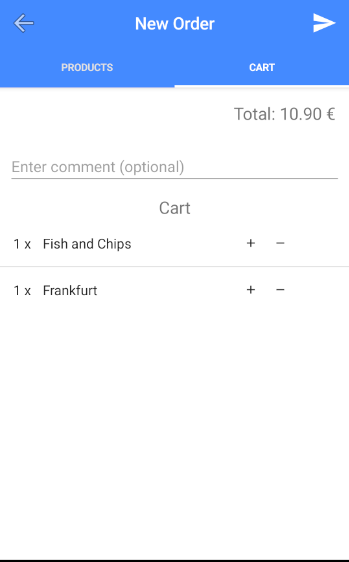 New Order
PRODUCTS CART
Total: 10.90 €
Enter comment (optional)
Cart
1 x Fish and Chips + −
1 x Frankfurt + −